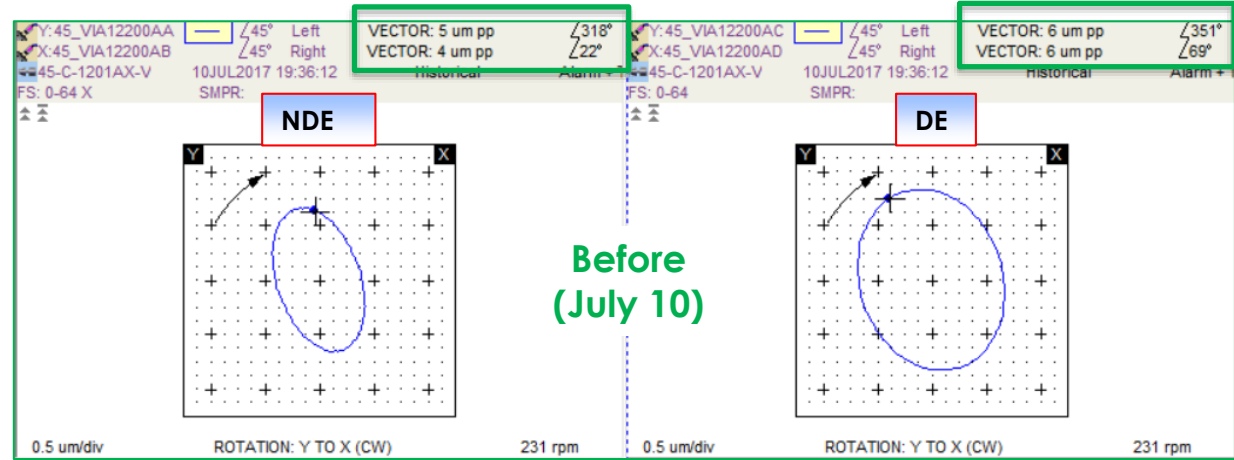 Y:45_VIA12200AA ∠45° Left VECTOR: 5 um pp ∠318°
X:45_VIA12200AB ∠45° Right VECTOR: 4 um pp ∠22°
45-C-1201AX-V 10JUL2017 19:36:12 Historical Alarm +
FS: 0-64 X SMPR:
NDE
Y X
0.5 um/div ROTATION: Y TO X (CW) 231 rpm
Before
(July 10)
Y:45_VIA12200AC ∠45° Left VECTOR: 6 um pp ∠351°
X:45_VIA12200AD ∠45° Right VECTOR: 6 um pp ∠69°
45-C-1201AX-V 10JUL2017 19:36:12 Historical Alarm +
FS: 0-64 SMPR:
DE
Y X
0.5 um/div ROTATION: Y TO X (CW) 231 rpm